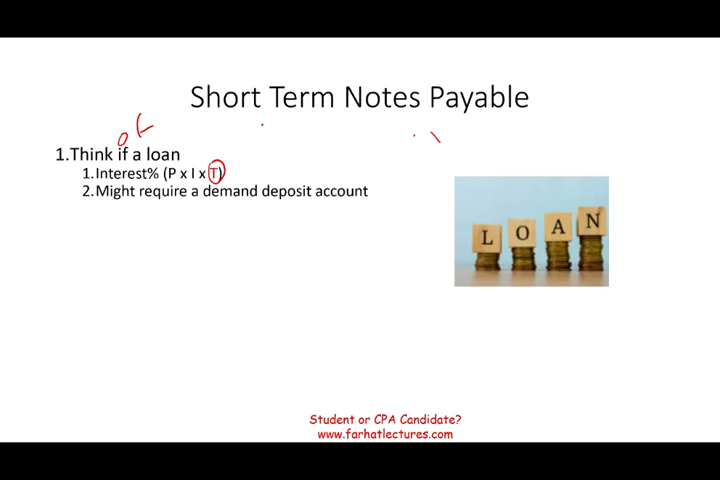 Short Term Notes Payable
of
1.Think if a loan
1.Interest% (P x I x T)
2.Might require a demand deposit account
LOAN
Student or CPA Candidate?
www.farhatlectures.com